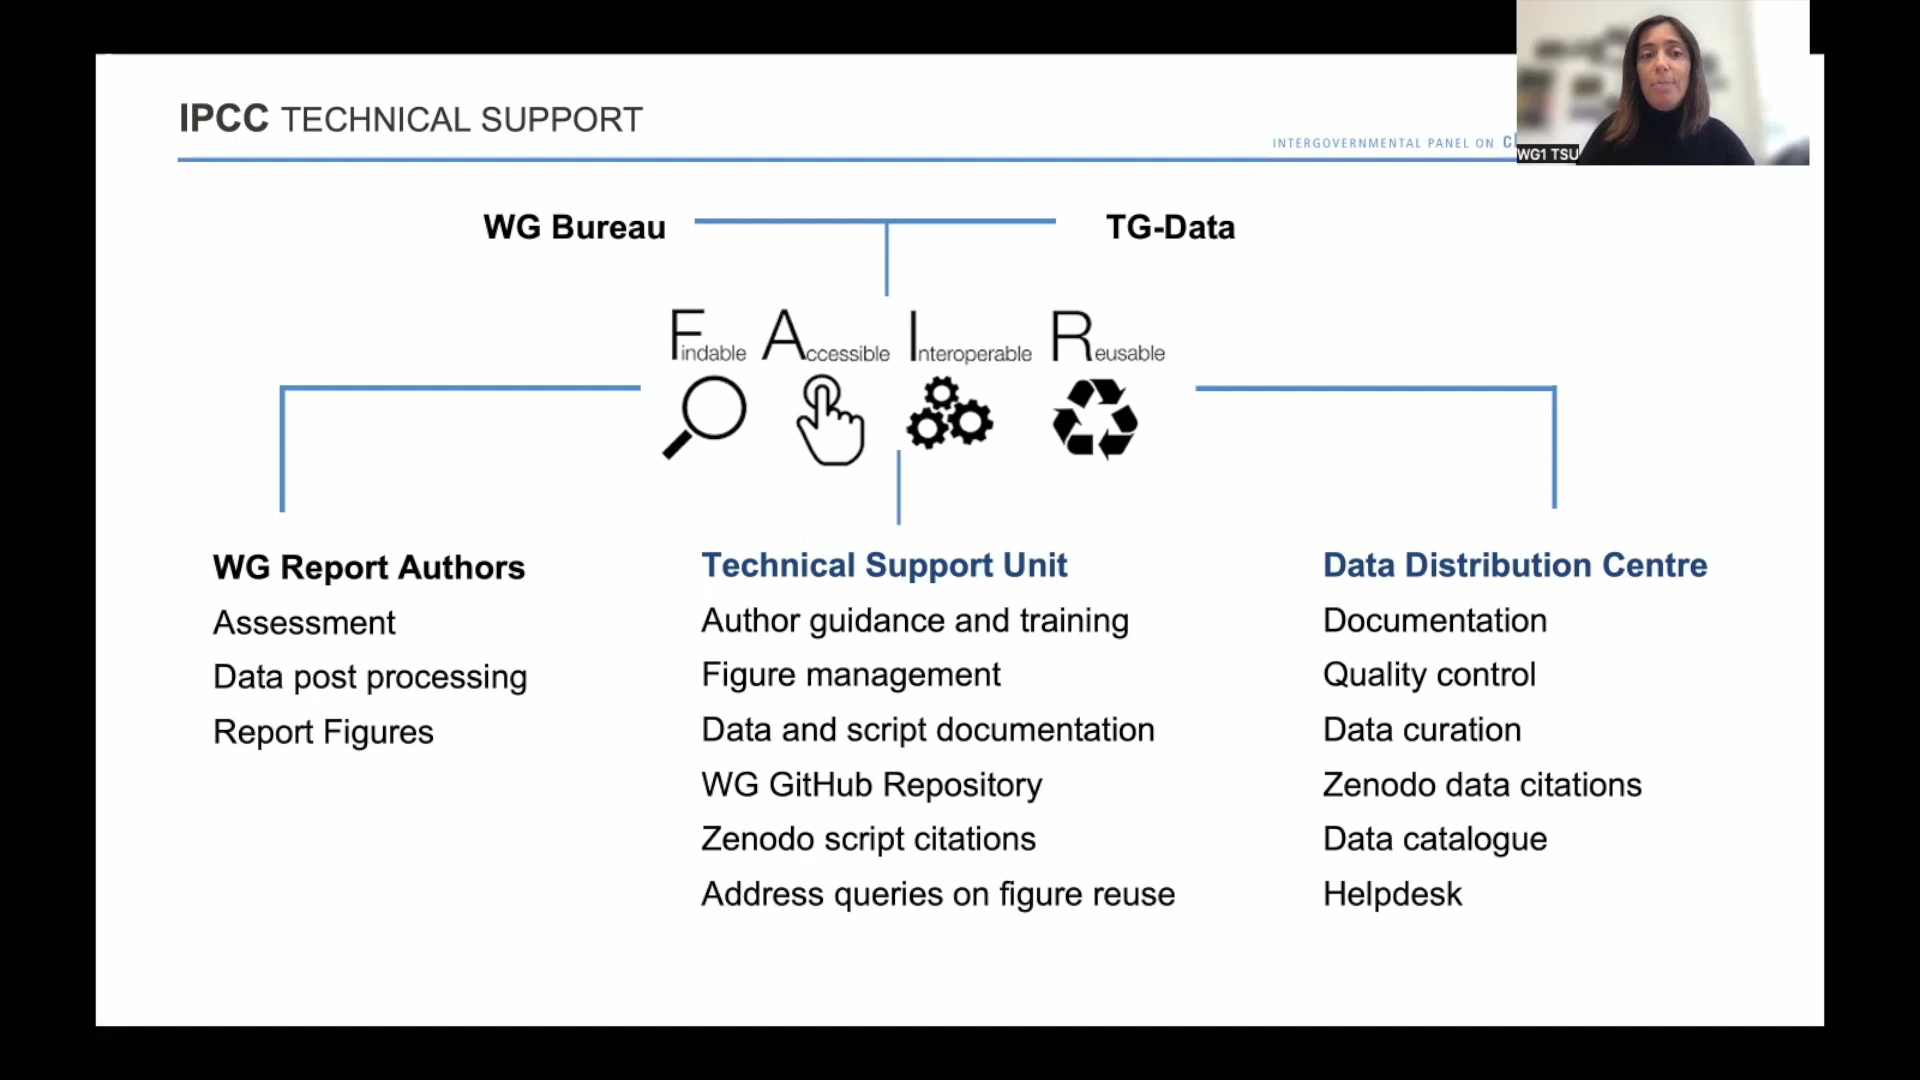 IPCC TECHNICAL SUPPORT
INTERGOVERNMENTAL PANEL ON
WG1 TSU
WG Bureau
TG-Data
Findable Accessible Interoperable Reusable
WG Report Authors
Assessment
Data post processing
Report Figures
Technical Support Unit
Author guidance and training
Figure management
Data and script documentation
WG GitHub Repository
Zenodo script citations
Address queries on figure reuse
Data Distribution Centre
Documentation
Quality control
Data curation
Zenodo data citations
Data catalogue
Helpdesk